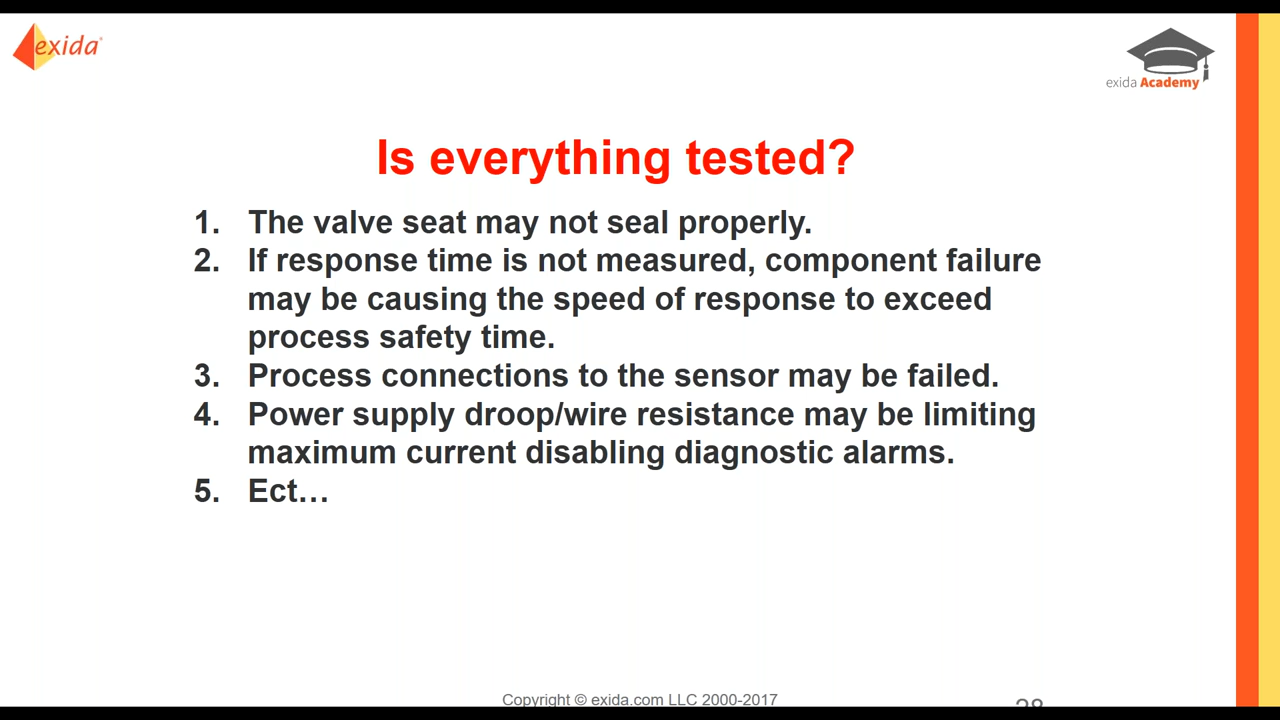 exida®
exida Academy
Is everything tested?
1. The valve seat may not seal properly.
2. If response time is not measured, component failure
may be causing the speed of response to exceed
process safety time.
3. Process connections to the sensor may be failed.
4. Power supply droop/wire resistance may be limiting
maximum current disabling diagnostic alarms.
5. Ect…
Copyright © exida.com LLC 2000-2017